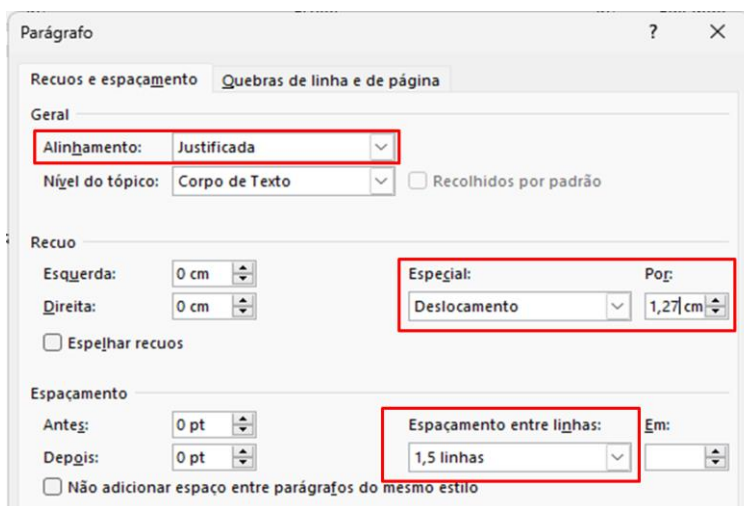 Parágrafo ? ×
Recuos e espaçamento Quebras de linha e de página
Geral
Alinhamento: Justificada
Nível do tópico: Corpo de Texto Recolhidos por padrão
Recuo
Esquerda: 0 cm Especial: Por:
Direita: 0 cm Deslocamento 1,27 cm
Espelhar recuos
Espaçamento
Antes: 0 pt Espaçamento entre linhas: Em:
Depois: 0 pt 1,5 linhas
Não adicionar espaço entre parágrafos do mesmo estilo